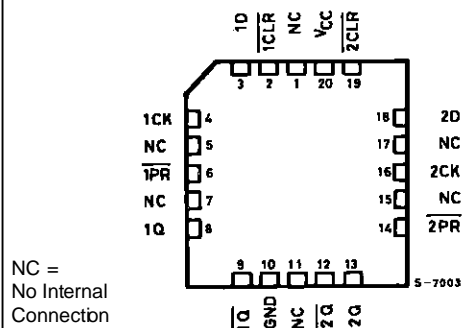 1D 1CLR NC VCC 2CLR
3 2 1 20 19
1CK 4
NC 5
1PR 6
NC 7
1Q 8
18 2D
17 NC
16 2CK
15 NC
14 2PR
9 10 11 12 13
1Q GND NC 2Q 2Q
S-7003
NC =
No Internal
Connection